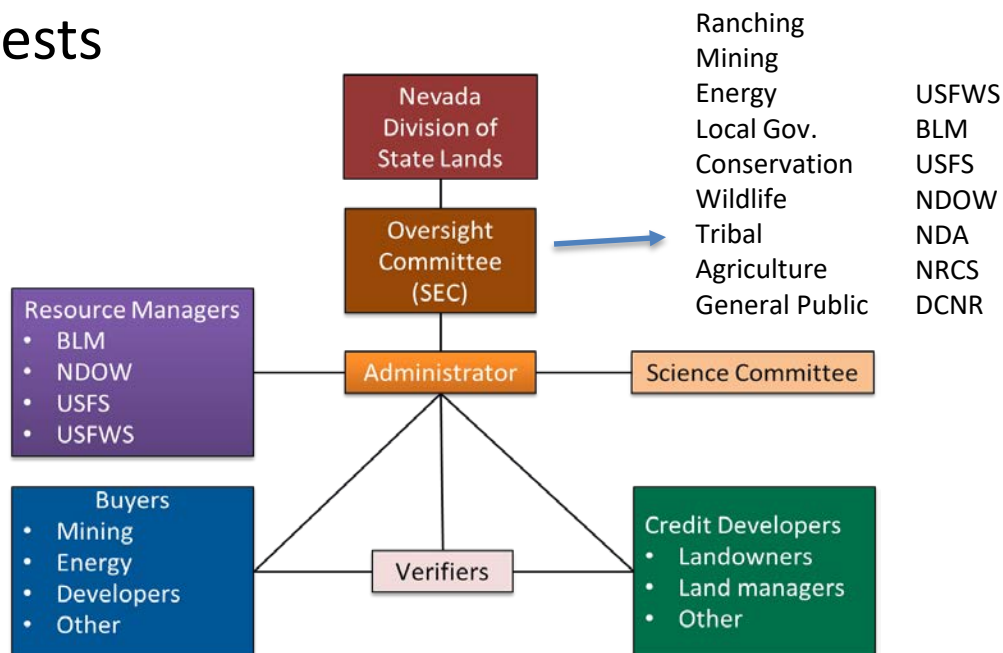 ests
Nevada
Division of
State Lands
Oversight
Committee
(SEC)
Ranching
Mining
Energy
Local Gov.
Conservation
Wildlife
Tribal
Agriculture
General Public
USFWS
BLM
USFS
NDOW
NDA
NRCS
DCNR
Resource Managers
• BLM
• NDOW
• USFS
• USFWS
Administrator
Science Committee
Buyers
• Mining
• Energy
• Developers
• Other
Verifiers
Credit Developers
• Landowners
• Land managers
• Other